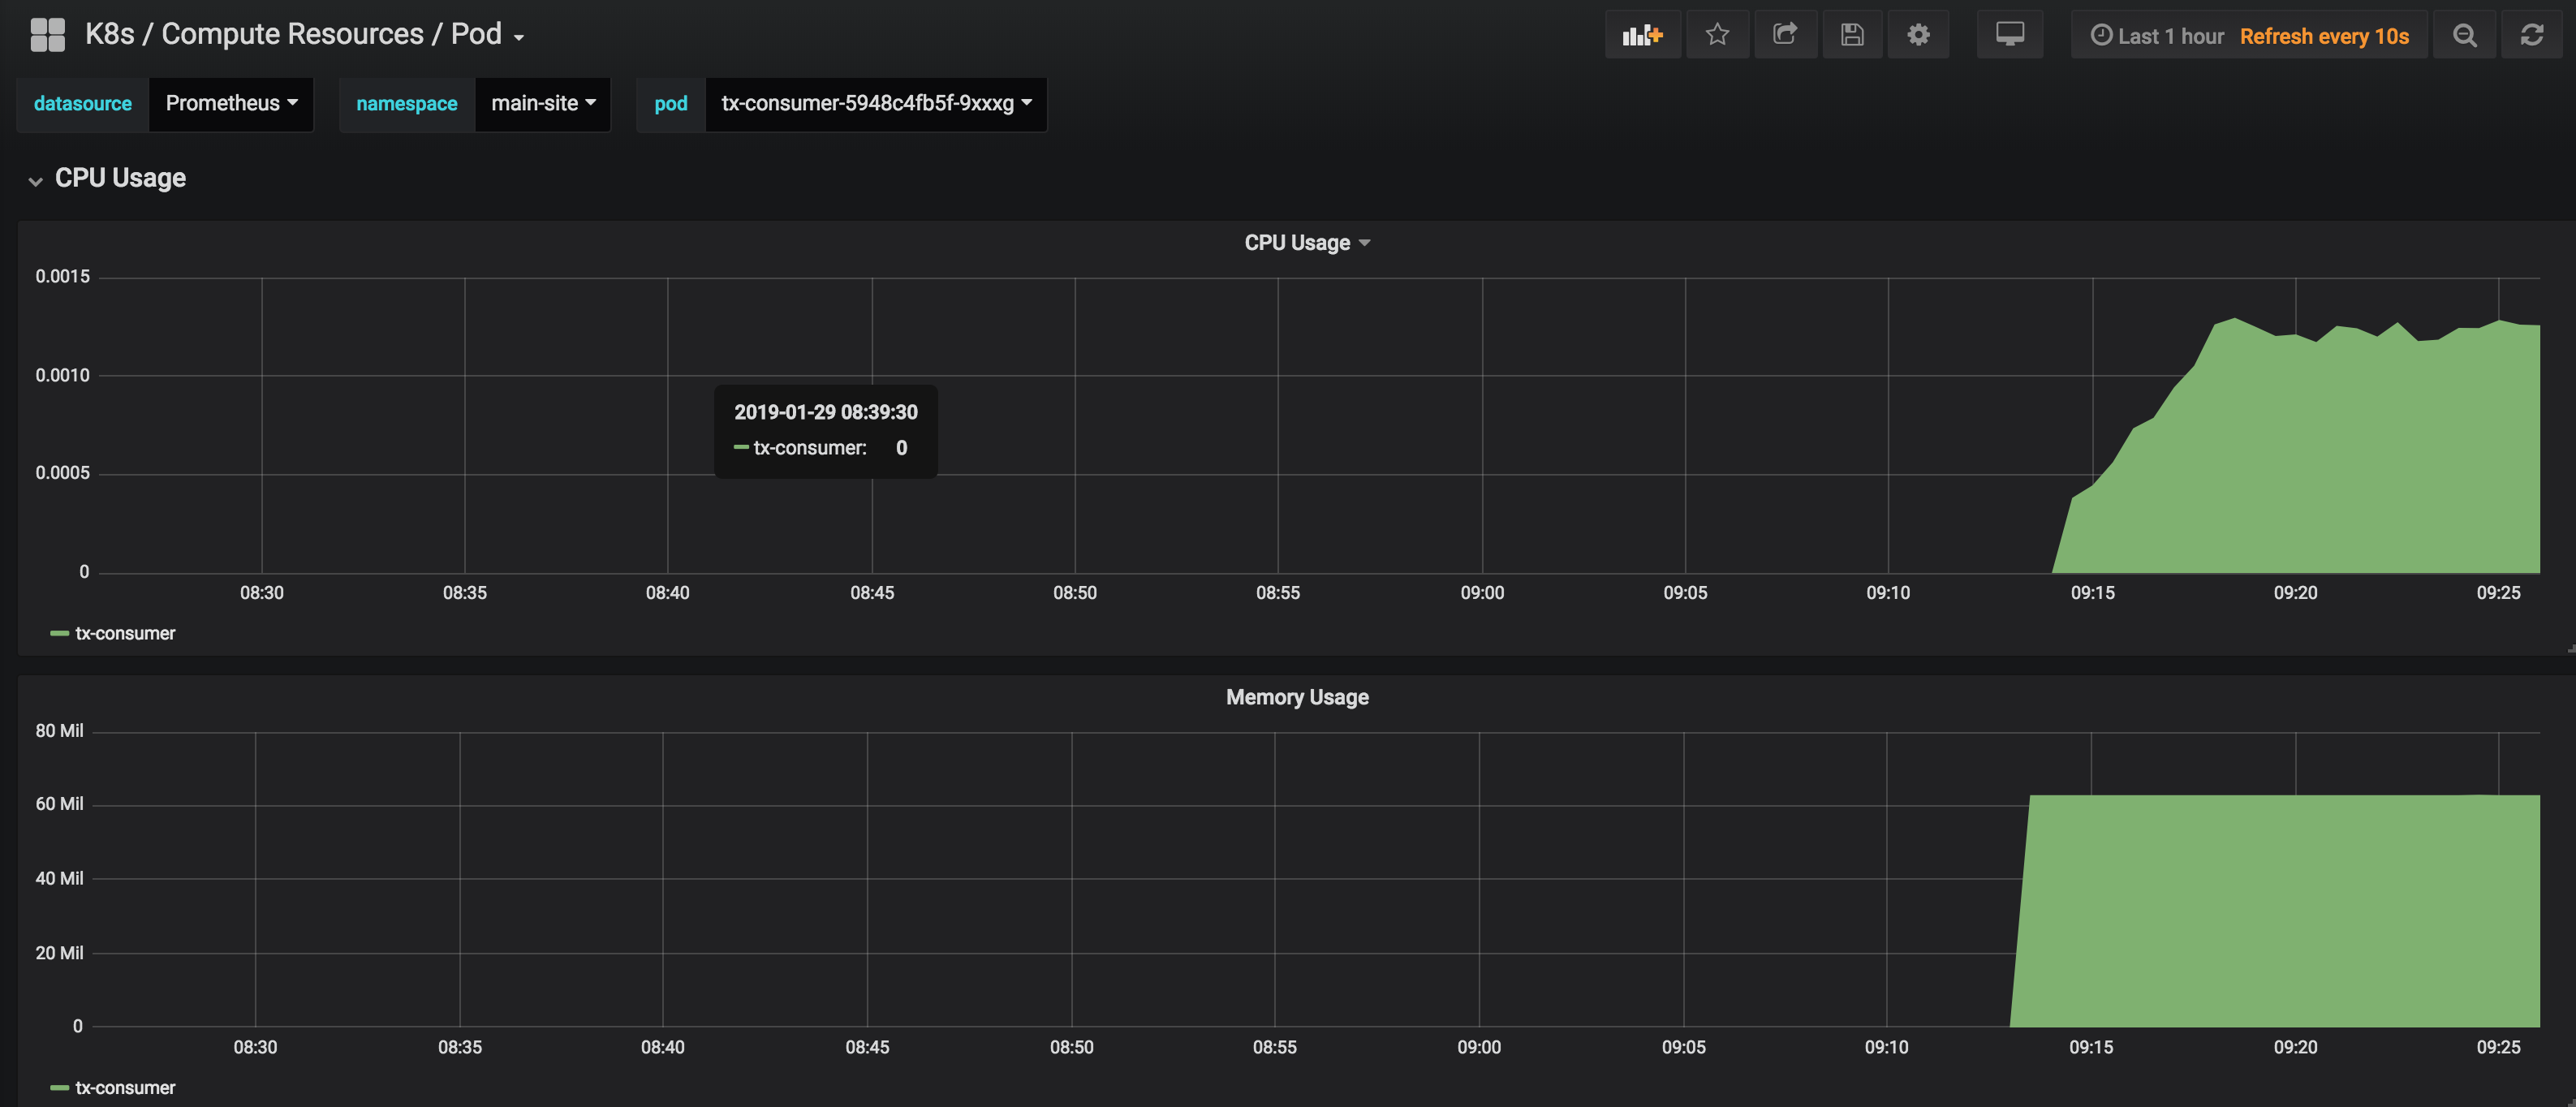 K8s / Compute Resources / Pod
Last 1 hour Refresh every 10s
datasource Prometheus namespace main-site pod tx-consumer-5948c4fb5f-9xxxg
CPU Usage
CPU Usage
0.0015
0.0010
0.0005
0
2019-01-29 08:39:30
tx-consumer: 0
08:30 08:35 08:40 08:45 08:50 08:55 09:00 09:05 09:10 09:15 09:20 09:25
tx-consumer
Memory Usage
80 Mil
60 Mil
40 Mil
20 Mil
0
08:30 08:35 08:40 08:45 08:50 08:55 09:00 09:05 09:10 09:15 09:20 09:25
tx-consumer